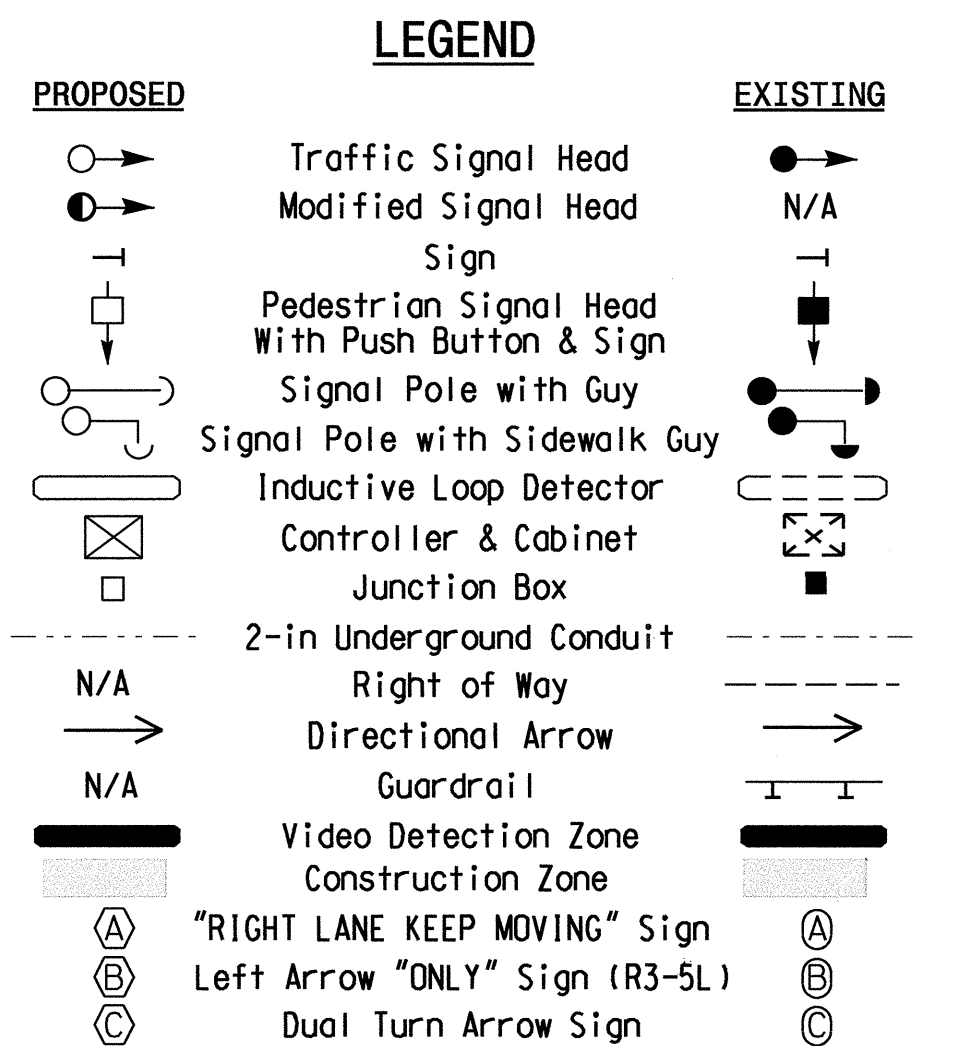 LEGEND
PROPOSED EXISTING
Traffic Signal Head
Modified Signal Head N/A
Sign
Pedestrian Signal Head
With Push Button & Sign
Signal Pole with Guy
Signal Pole with Sidewalk Guy
Inductive Loop Detector
Controller & Cabinet
Junction Box
2-in Underground Conduit
N/A Right of Way
Directional Arrow
N/A Guardrail
Video Detection Zone
Construction Zone
A "RIGHT LANE KEEP MOVING" Sign A
B Left Arrow "ONLY" Sign (R3-5L) B
C Dual Turn Arrow Sign C